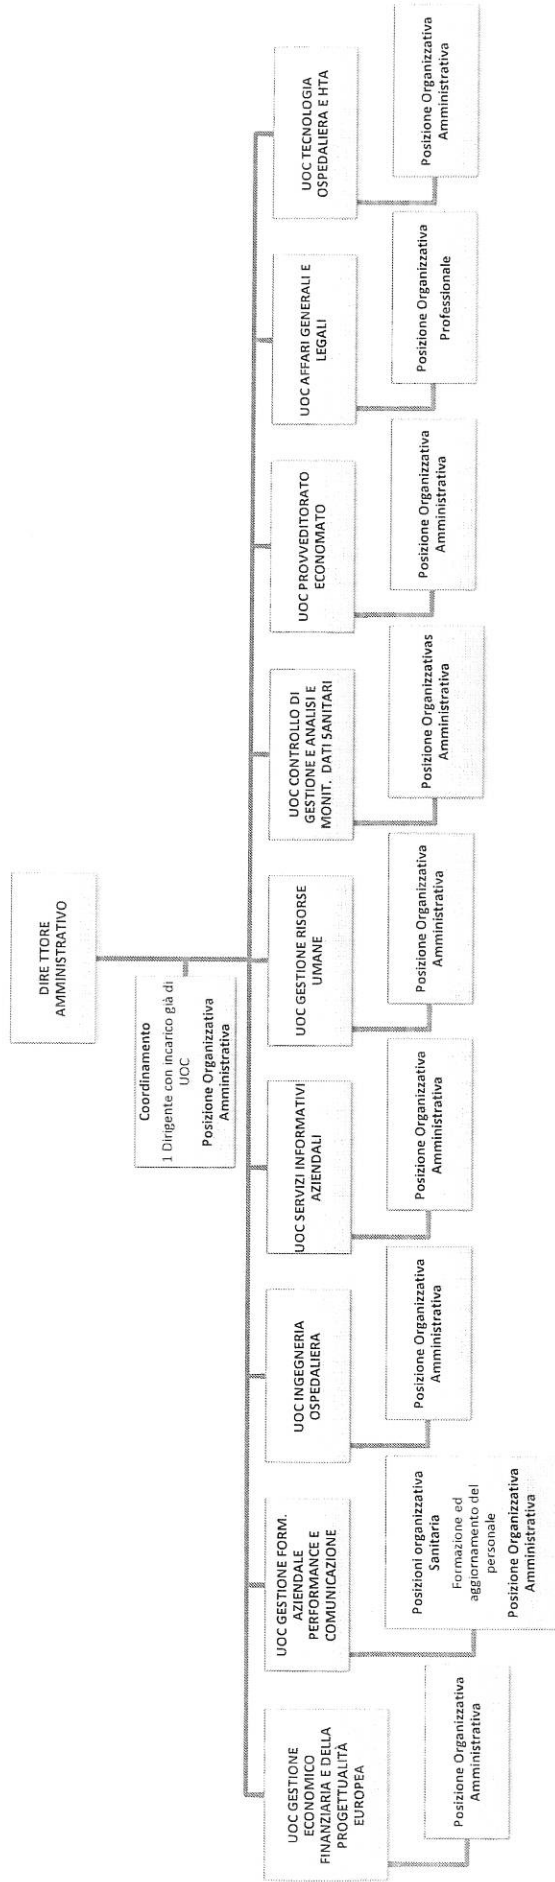 DIRETTORE
AMMINISTRATIVO
Coordinamento
1 Dirigente con incarico già di
UOC
Posizione Organizzativa
Amministrativa
UOC GESTIONE
ECONOMICO
FINANZIARIA E DELLA
PROGETTUALITÀ
EUROPEA
Posizione Organizzativa
Amministrativa
UOC GESTIONE FORM.
AZIENDALE
PERFORMANCE E
COMUNICAZIONE
Posizioni organizzativa
Sanitaria
Formazione ed
aggiornamento del
personale
Posizione Organizzativa
Amministrativa
UOC INGEGNERIA
OSPEDALIERA
Posizione Organizzativa
Amministrativa
UOC SERVIZI INFORMATIVI
AZIENDALI
Posizione Organizzativa
Amministrativa
UOC GESTIONE RISORSE
UMANE
Posizione Organizzativa
Amministrativa
UOC CONTROLLO DI
GESTIONE E ANALISI E
MONIT. DATI SANITARI
Posizione Organizzativas
Amministrativa
UOC PROVVEDITORATO
ECONOMATO
Posizione Organizzativa
Amministrativa
UOC AFFARI GENERALI E
LEGALI
Posizione Organizzativa
Professionale
UOC TECNOLOGIA
OSPEDALIERA E HTA
Posizione Organizzativa
Amministrativa